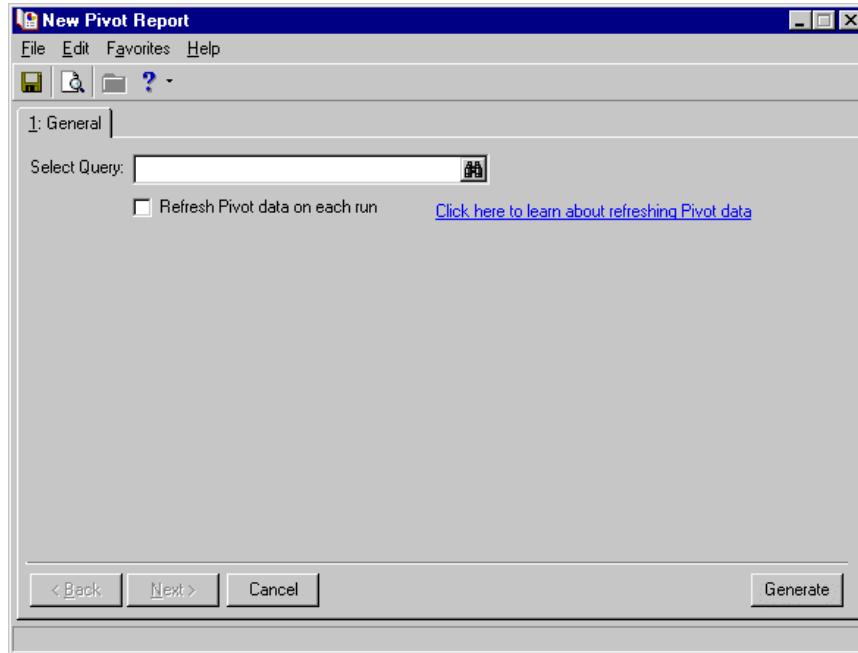 New Pivot Report
File Edit Favorites Help
?
1: General
Select Query:
Refresh Pivot data on each run
Click here to learn about refreshing Pivot data
< Back Next > Cancel Generate